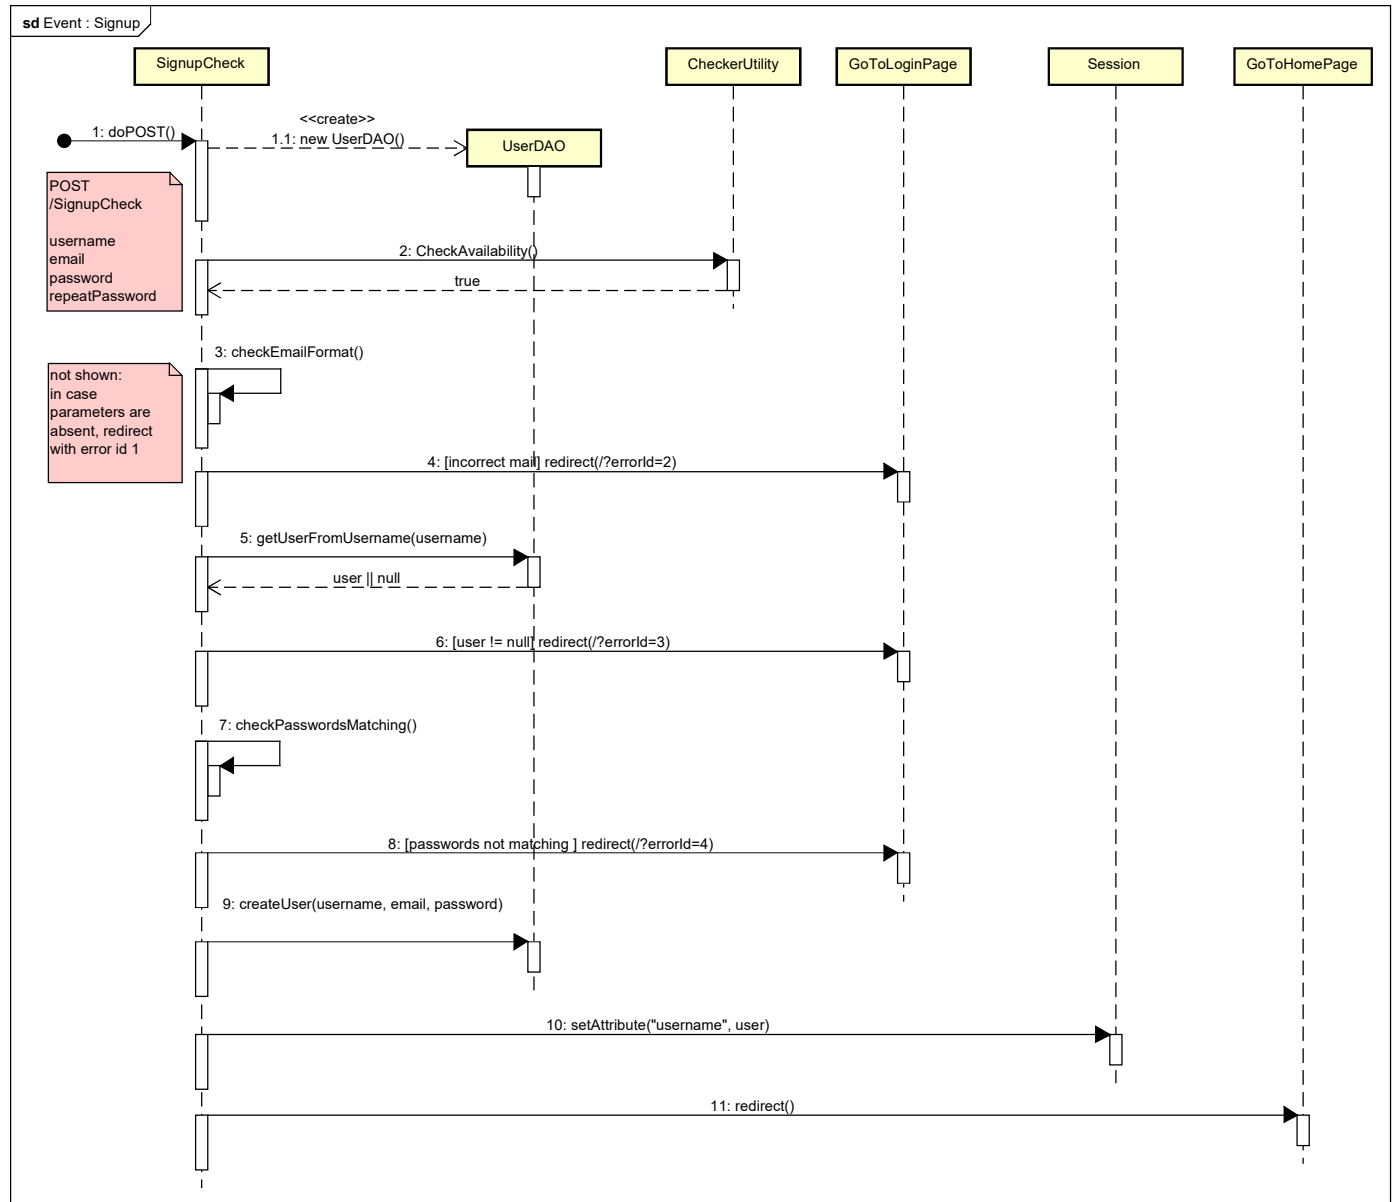 sd Event : Signup
SignupCheck
CheckerUtility
GoToLoginPage
Session
GoToHomePage
<<create>>
1: doPOST()
1.1: new UserDAO()
UserDAO
POST
/SignupCheck
username
email
password
repeatPassword
2: CheckAvailability()
true
3: checkEmailFormat()
not shown:
in case
parameters are
absent, redirect
with error id 1
4: [incorrect mail] redirect(/?errorId=2)
5: getUserFromUsername(username)
user || null
6: [user != null] redirect(/?errorId=3)
7: checkPasswordsMatching()
8: [passwords not matching ] redirect(/?errorId=4)
9: createUser(username, email, password)
10: setAttribute("username", user)
11: redirect()